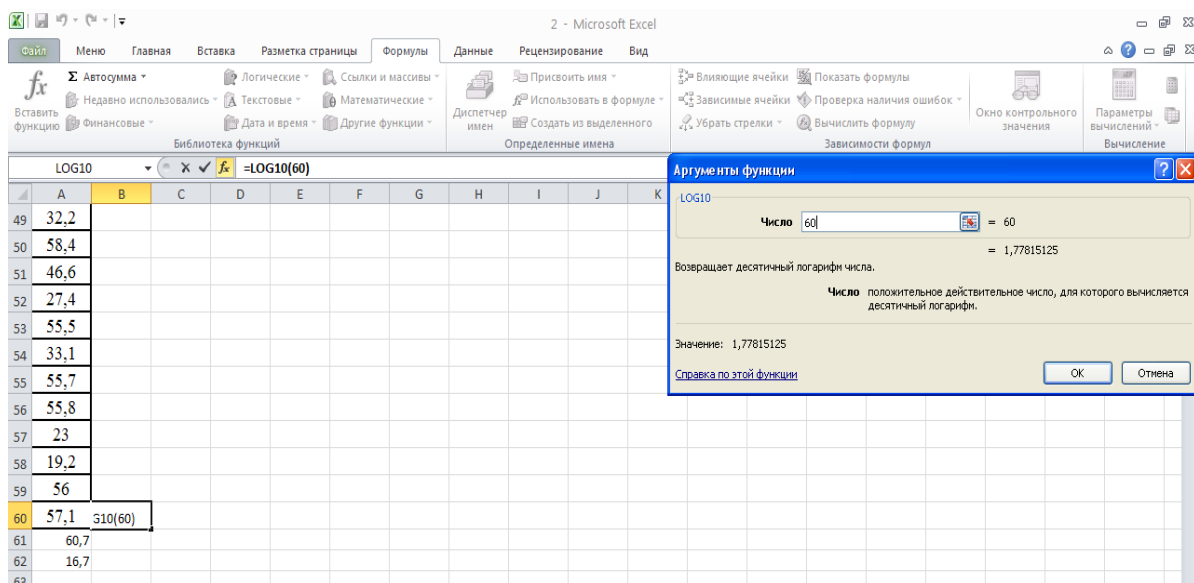 2 - Microsoft Excel
Файл Меню Главная Вставка Разметка страницы Формулы Данные Рецензирование Вид
fx Вставить функцию
Σ Автосумма
Недавно использовались
Финансовые
Логические
Текстовые
Дата и время
Ссылки и массивы
Математические
Другие функции
Библиотека функций
Диспетчер имен
Присвоить имя
Использовать в формуле
Создать из выделенного
Определенные имена
Влияющие ячейки
Зависимые ячейки
Убрать стрелки
Показать формулы
Проверка наличия ошибок
Вычислить формулу
Зависимости формул
Окно контрольного значения
Параметры вычислений
Вычисление
LOG10 fx =LOG10(60)
A B C D E F G H I J K
49 32,2
50 58,4
51 46,6
52 27,4
53 55,5
54 33,1
55 55,7
56 55,8
57 23
58 19,2
59 56
60 57,1 G10(60)
61 60,7
62 16,7
63
Аргументы функции
LOG10
Число 60 = 60
= 1,77815125
Возвращает десятичный логарифм числа.
Число положительное действительное число, для которого вычисляется
десятичный логарифм.
Значение: 1,77815125
Справка по этой функции
ОК Отмена